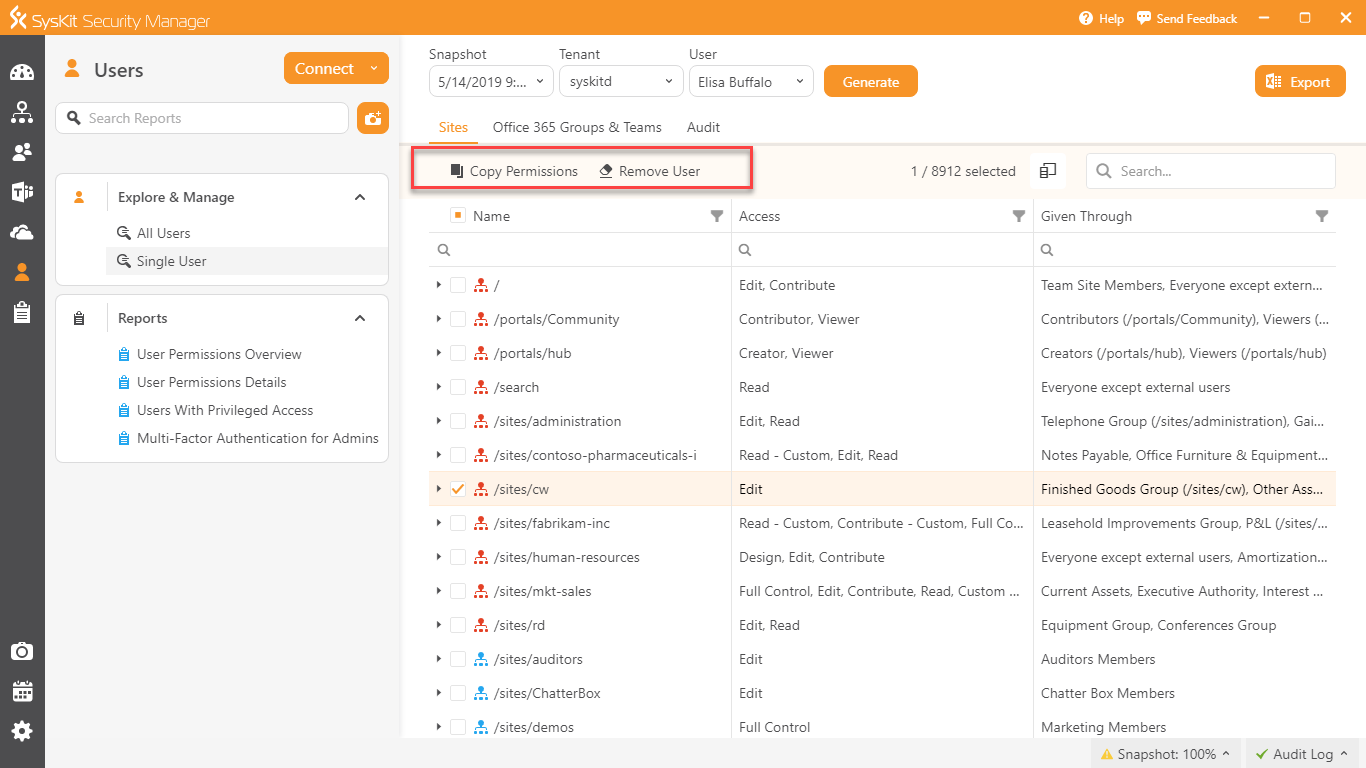 SysKit Security Manager
Help
Send Feedback
Users
Connect
Search Reports
Explore & Manage
All Users
Single User
Reports
User Permissions Overview
User Permissions Details
Users With Privileged Access
Multi-Factor Authentication for Admins
Snapshot Tenant User
5/14/2019 9:... syskitd Elisa Buffalo Generate Export
Sites Office 365 Groups & Teams Audit
Copy Permissions Remove User 1 / 8912 selected Search...
Name Access Given Through
/ Edit, Contribute Team Site Members, Everyone except extern...
/portals/Community Contributor, Viewer Contributors (/portals/Community), Viewers (...
/portals/hub Creator, Viewer Creators (/portals/hub), Viewers (/portals/hub)
/search Read Everyone except external users
/sites/administration Edit, Read Telephone Group (/sites/administration), Gai...
/sites/contoso-pharmaceuticals-i Read - Custom, Edit, Read Notes Payable, Office Furniture & Equipment...
/sites/cw Edit Finished Goods Group (/sites/cw), Other Ass...
/sites/fabrikam-inc Read - Custom, Contribute - Custom, Full Co... Leasehold Improvements Group, P&L (/sites/...
/sites/human-resources Design, Edit, Contribute Everyone except external users, Amortization...
/sites/mkt-sales Full Control, Edit, Contribute, Read, Custom ... Current Assets, Executive Authority, Interest ...
/sites/rd Edit, Read Equipment Group, Conferences Group
/sites/auditors Edit Auditors Members
/sites/ChatterBox Edit Chatter Box Members
/sites/demos Full Control Marketing Members
Snapshot: 100% Audit Log